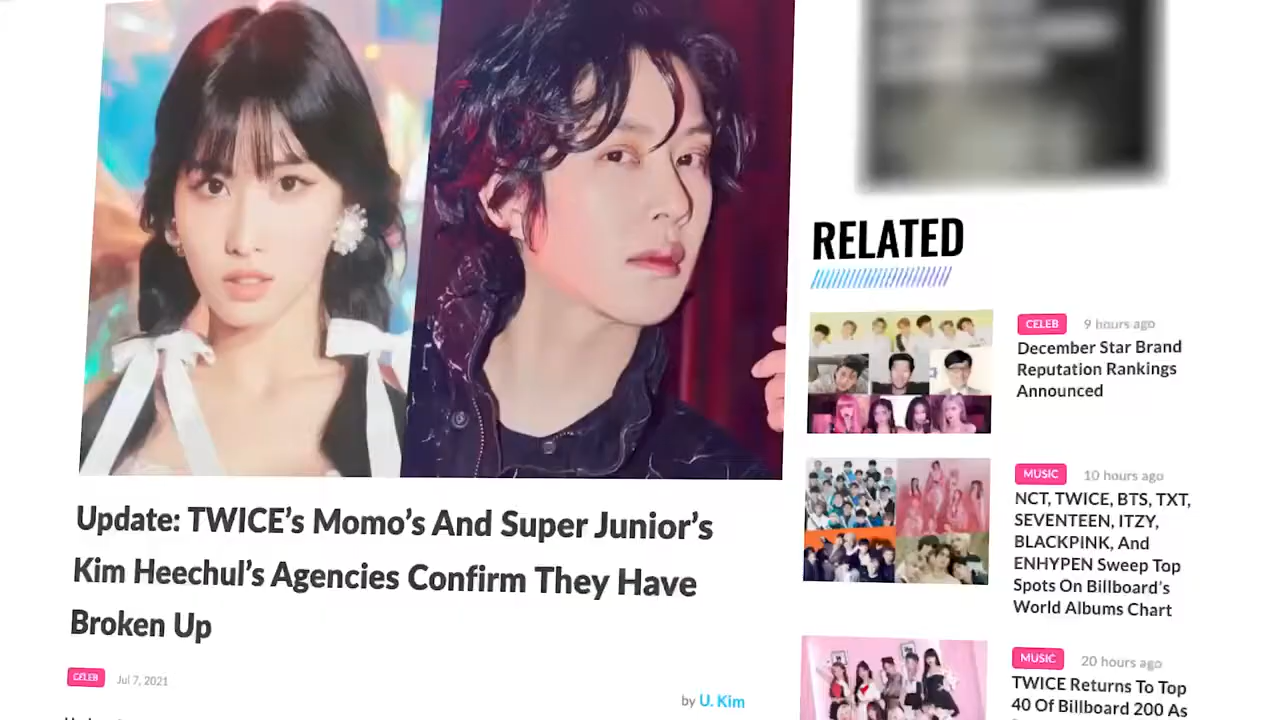 Update: TWICE's Momo's And Super Junior's
Kim Heechul's Agencies Confirm They Have
Broken Up
CELEB Jul 7, 2021
by U. Kim
RELATED
CELEB 9 hours ago
December Star Brand
Reputation Rankings
Announced
MUSIC 10 hours ago
NCT, TWICE, BTS, TXT,
SEVENTEEN, ITZY,
BLACKPINK, And
ENHYPEN Sweep Top
Spots On Billboard's
World Albums Chart
MUSIC 20 hours ago
TWICE Returns To Top
40 Of Billboard 200 As